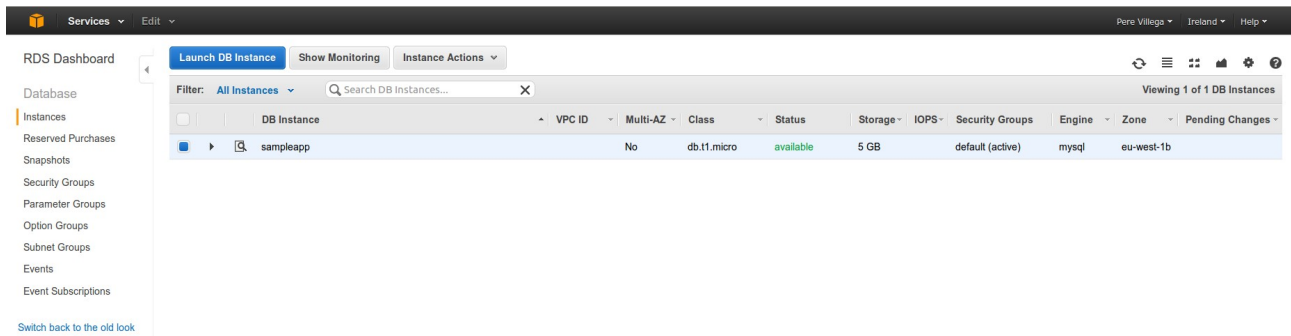 Services Edit Pere Villega Ireland Help
RDS Dashboard
Database
Instances
Reserved Purchases
Snapshots
Security Groups
Parameter Groups
Option Groups
Subnet Groups
Events
Event Subscriptions
Switch back to the old look
Launch DB Instance Show Monitoring Instance Actions
Filter: All Instances Search DB Instances... Viewing 1 of 1 DB Instances
DB Instance VPC ID Multi-AZ Class Status Storage IOPS Security Groups Engine Zone Pending Changes
sampleapp No db.t1.micro available 5 GB default (active) mysql eu-west-1b